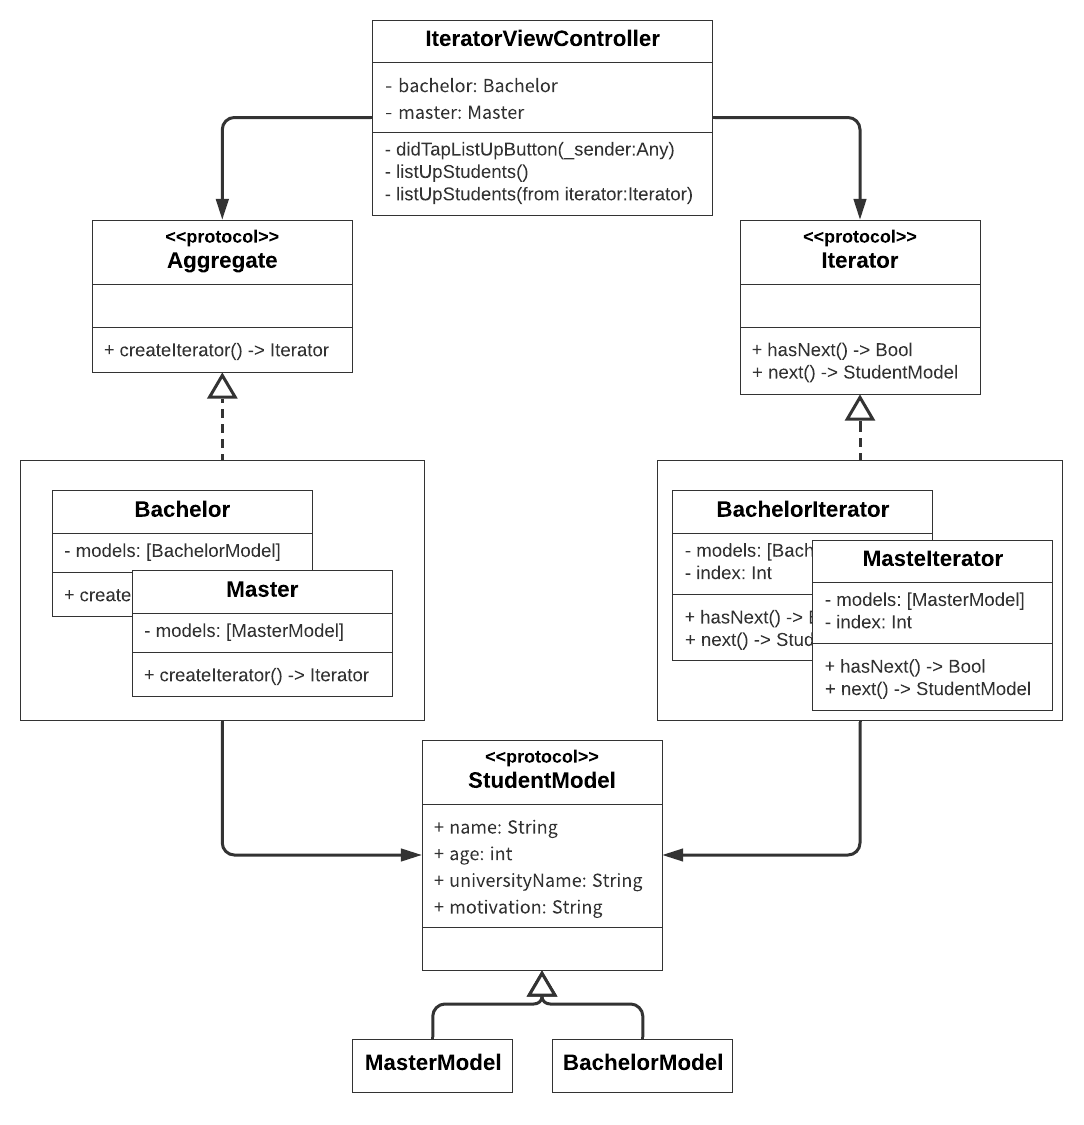 IteratorViewController
- bachelor: Bachelor
- master: Master
- didTapListUpButton(_sender:Any)
- listUpStudents()
- listUpStudents(from iterator:Iterator)
<<protocol>>
Aggregate
+ createIterator() -> Iterator
<<protocol>>
Iterator
+ hasNext() -> Bool
+ next() -> StudentModel
Bachelor
- models: [BachelorModel]
+ create
Master
- models: [MasterModel]
+ createIterator() -> Iterator
BachelorIterator
- models: [Bach
- index: Int
+ hasNext() ->
+ next() -> Stud
MasteIterator
- models: [MasterModel]
- index: Int
+ hasNext() -> Bool
+ next() -> StudentModel
<<protocol>>
StudentModel
+ name: String
+ age: int
+ universityName: String
+ motivation: String
MasterModel
BachelorModel